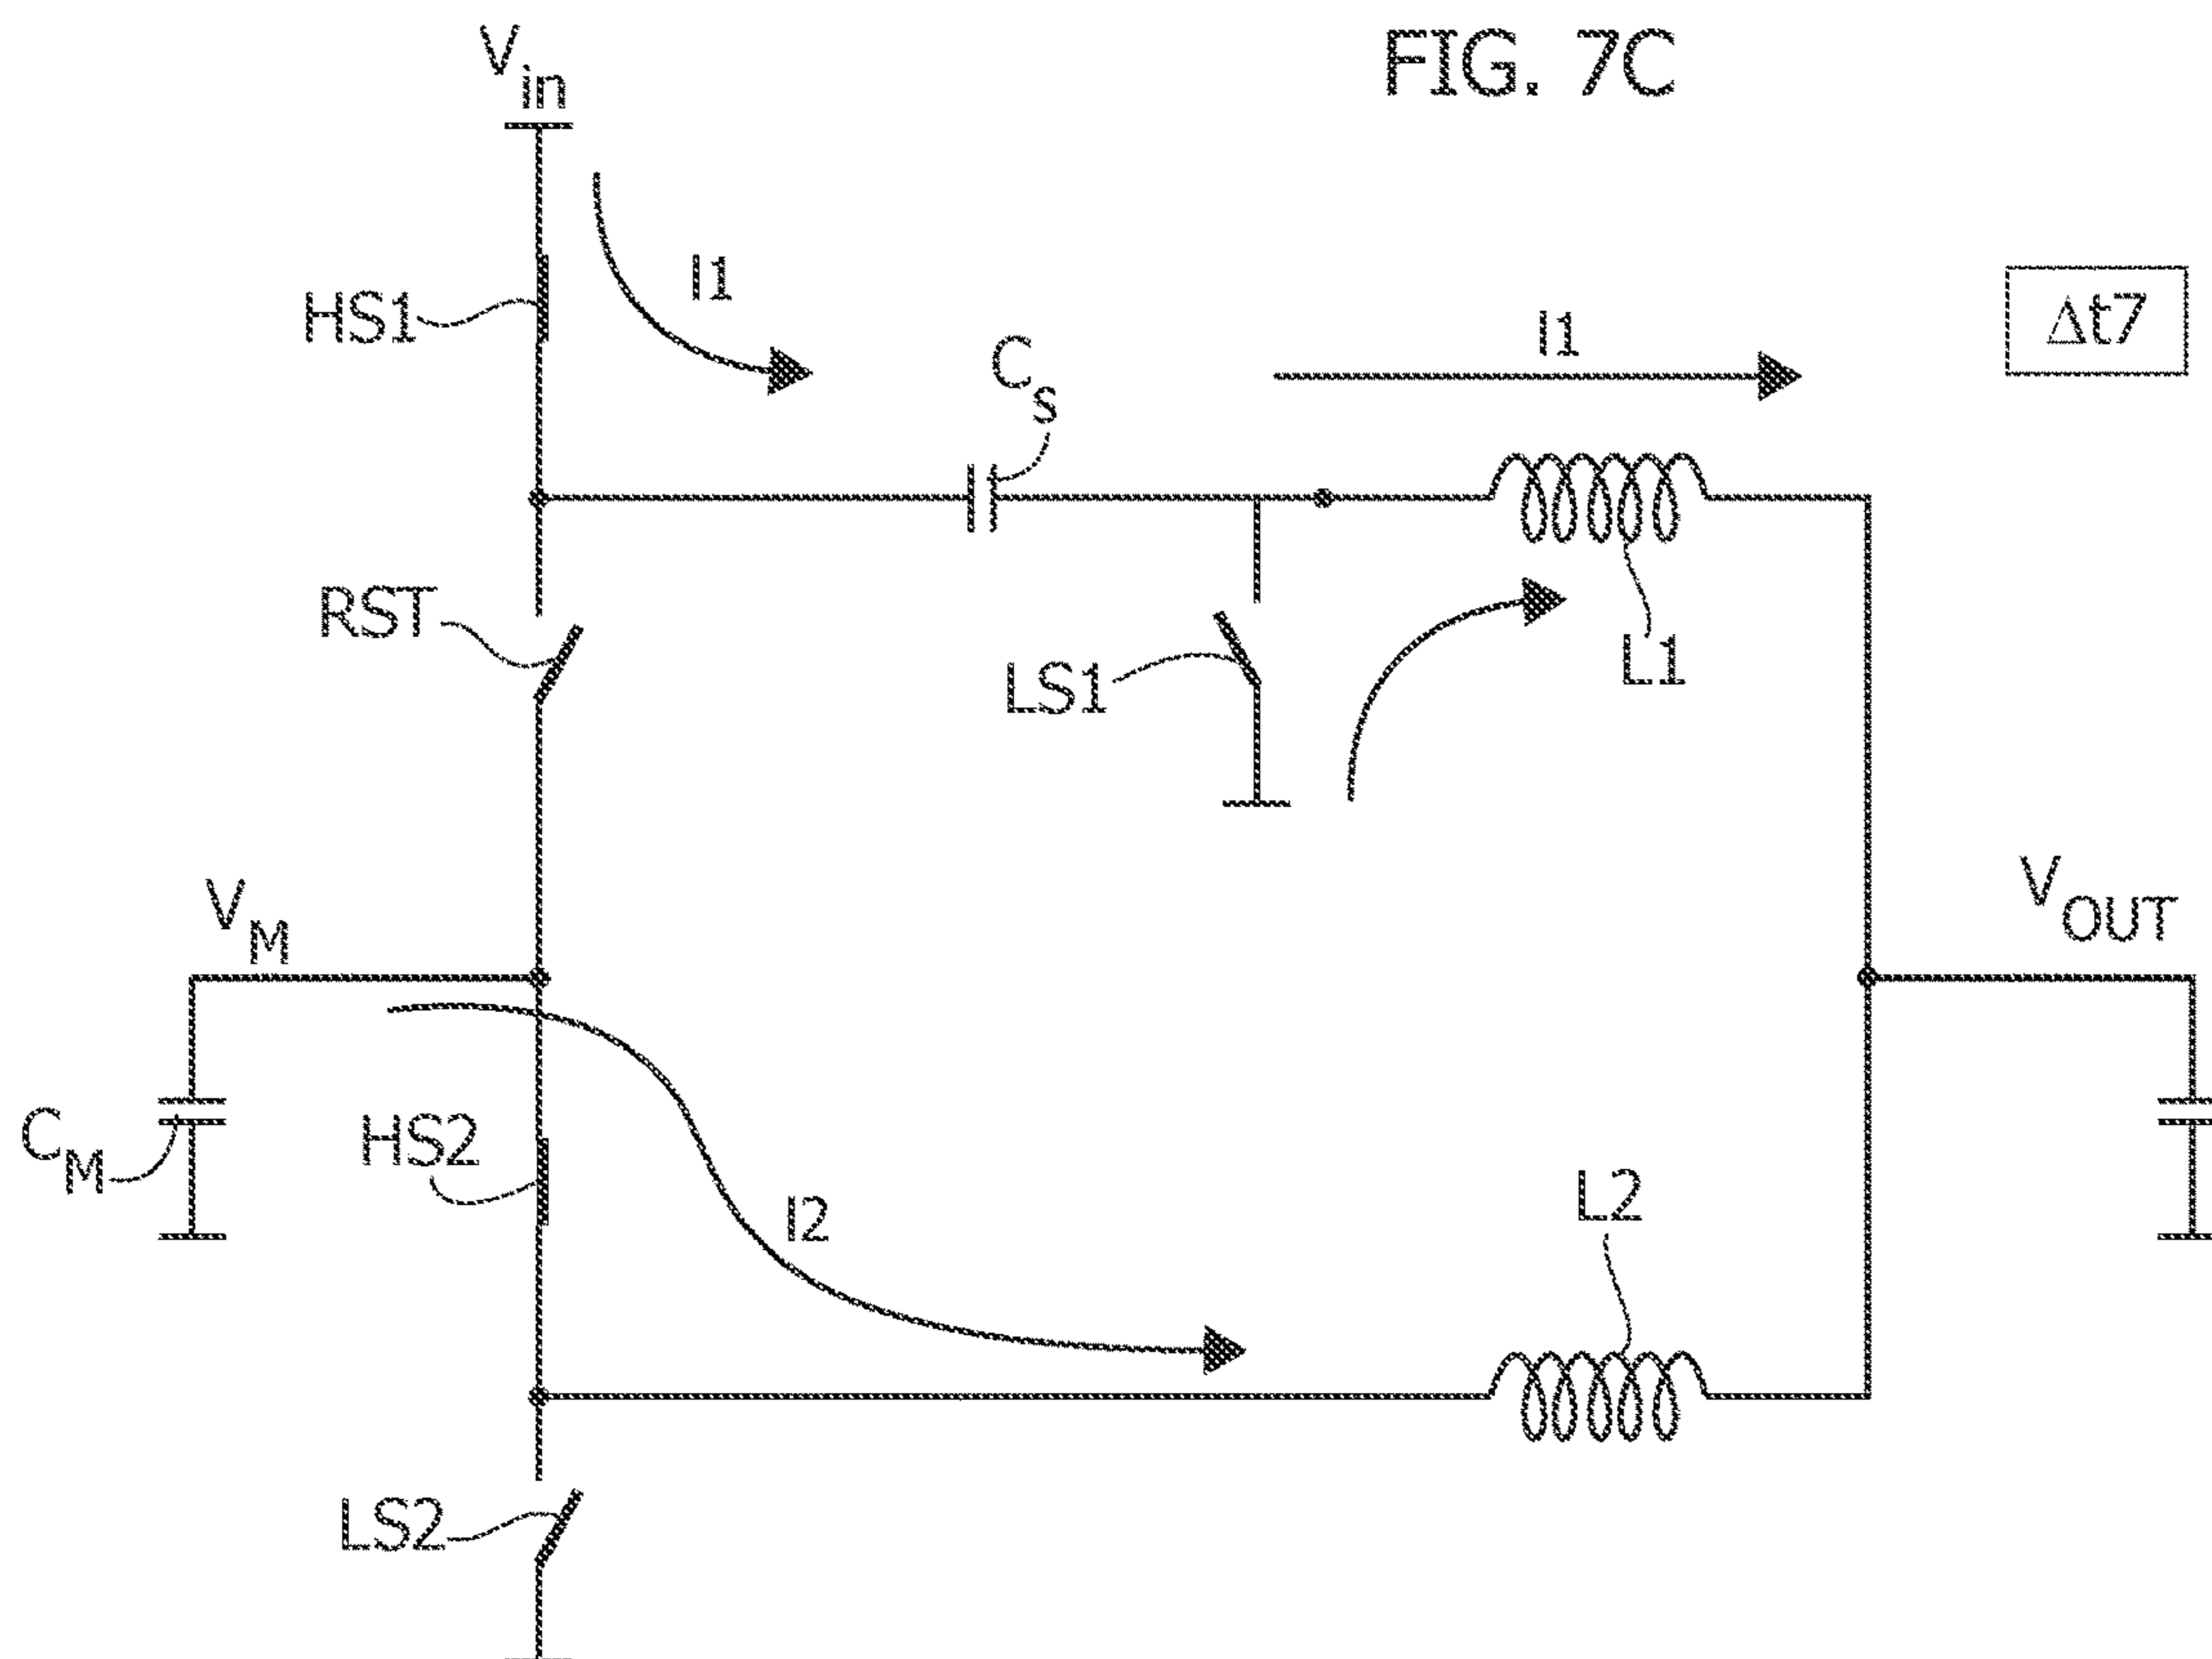 FIG. 7C
Vin
I1
HS1
I1
Δt7
Cs
RST
LS1
L1
VM
VOUT
CM
HS2
I2
L2
LS2